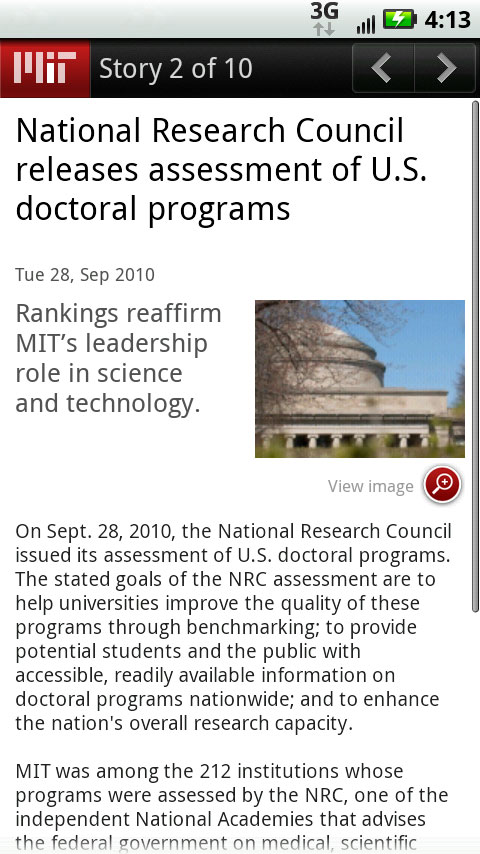 3G 4:13
MIT Story 2 of 10
National Research Council
releases assessment of U.S.
doctoral programs
Tue 28, Sep 2010
Rankings reaffirm
MIT’s leadership
role in science
and technology.
View image
On Sept. 28, 2010, the National Research Council
issued its assessment of U.S. doctoral programs.
The stated goals of the NRC assessment are to
help universities improve the quality of these
programs through benchmarking; to provide
potential students and the public with
accessible, readily available information on
doctoral programs nationwide; and to enhance
the nation's overall research capacity.
MIT was among the 212 institutions whose
programs were assessed by the NRC, one of the
independent National Academies that advises
the federal government on medical, scientific